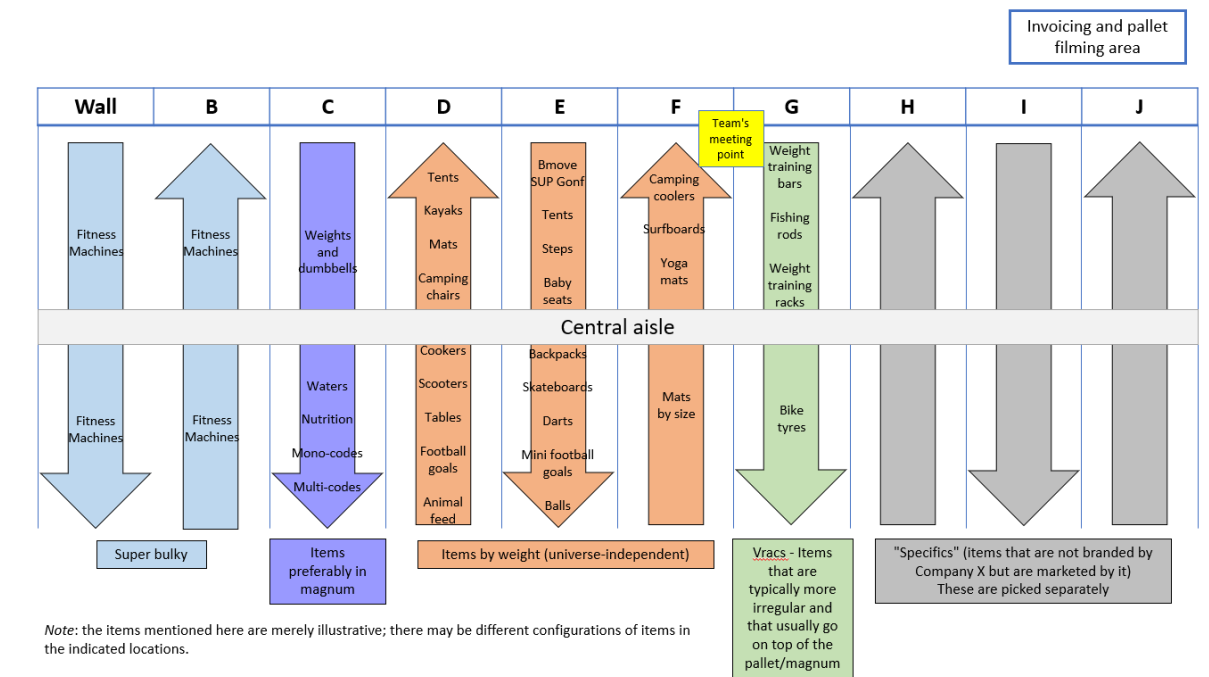 Invoicing and pallet
filming area
Wall B C D E F G H I J
Team's
meeting
point
Fitness
Machines
Fitness
Machines
Weights
and
dumbbells
Tents
Kayaks
Mats
Camping
chairs
Bmove
SUP Gonf
Tents
Steps
Baby
seats
Camping
coolers
Surfboards
Yoga
mats
Weight
training
bars
Fishing
rods
Weight
training
racks
Central aisle
Fitness
Machines
Fitness
Machines
Waters
Nutrition
Mono-codes
Multi-codes
Cookers
Scooters
Tables
Football
goals
Animal
feed
Backpacks
Skateboards
Darts
Mini football
goals
Balls
Mats
by size
Bike
tyres
Super bulky
Items
preferably in
magnum
Items by weight (universe-independent)
Vracs - Items
that are
typically more
irregular and
that usually go
on top of the
pallet/magnum
"Specifics" (items that are not branded by
Company X but are marketed by it)
These are picked separately
Note: the items mentioned here are merely illustrative; there may be different configurations of items in
the indicated locations.